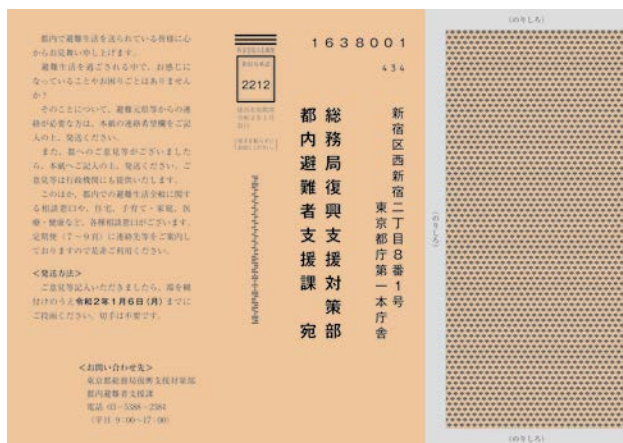 都内で避難生活を送られている皆様に心
からお見舞い申し上げます。
避難生活を過ごされる中で、お感じに
なっていることやお困りごとはありません
か？
そのことについて、避難元県等からの連
絡が必要な方は、本紙の連絡希望欄をご記
入の上、発送ください。
また、都へのご意見等がございました
ら、本紙へご記入の上、発送ください。ご
意見等は行政機関にも提供いたします。
このほか、都内での避難生活全般に関す
る相談窓口や、住宅、子育て・家庭、医
療・健康など、各種相談窓口がございます。
定期便（7～9頁）に連絡先等をご案内し
ておりますので是非ご利用ください。
＜発送方法＞
ご意見等記入いただきましたら、都を糊
付けのうえ令和2年1月6日(月)までに
ご投函ください。切手は不要です。
＜お問い合わせ先＞
東京都総務局復興支援対策部
都内避難者支援課
電話 03-5388-2384
（平日 9:00～17:00）
2212
1638001
434
新宿区西新宿二丁目8番1号
東京都庁第一本庁舎
総務局復興支援対策部
都内避難者支援課 宛
（のりしろ）
（のりしろ）
（のりしろ）